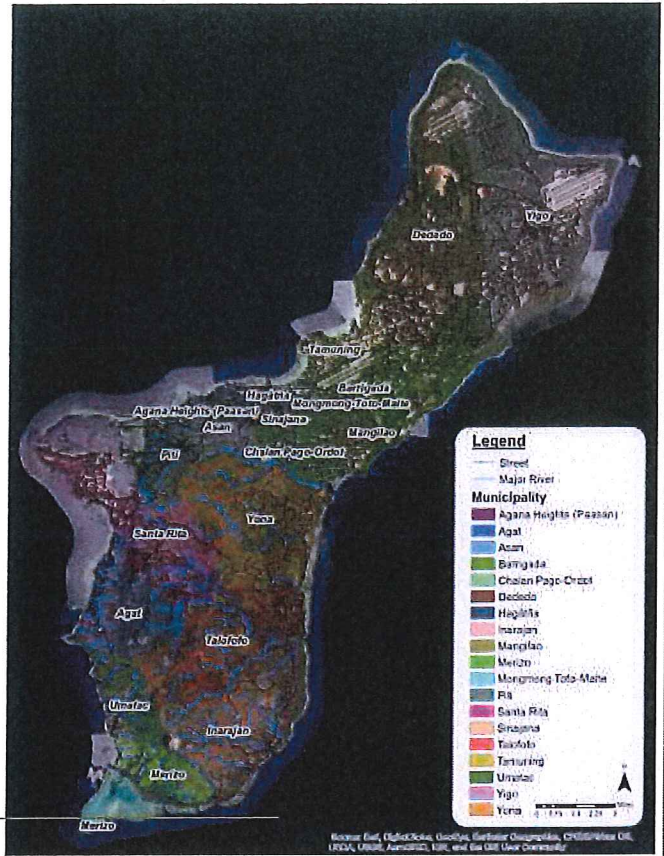 Yigo
Dededo
Tamuning
Hagåtña
Barrigada
Mongmong-Toto-Maite
Agana Heights (Paasan)
Sinajana
Asan
Mangilao
Piti
Chalan Pago-Ordot
Yona
Santa Rita
Agat
Talofofo
Umatac
Inarajan
Merizo
Merizo
Legend
Street
Major River
Municipality
Agana Heights (Paasan)
Agat
Asan
Barrigada
Chalan Pago-Ordot
Dededo
Hagåtña
Inarajan
Mangilao
Merizo
Mongmong-Toto-Maite
Piti
Santa Rita
Sinajana
Talofofo
Tamuning
Umatac
Yigo
Yona